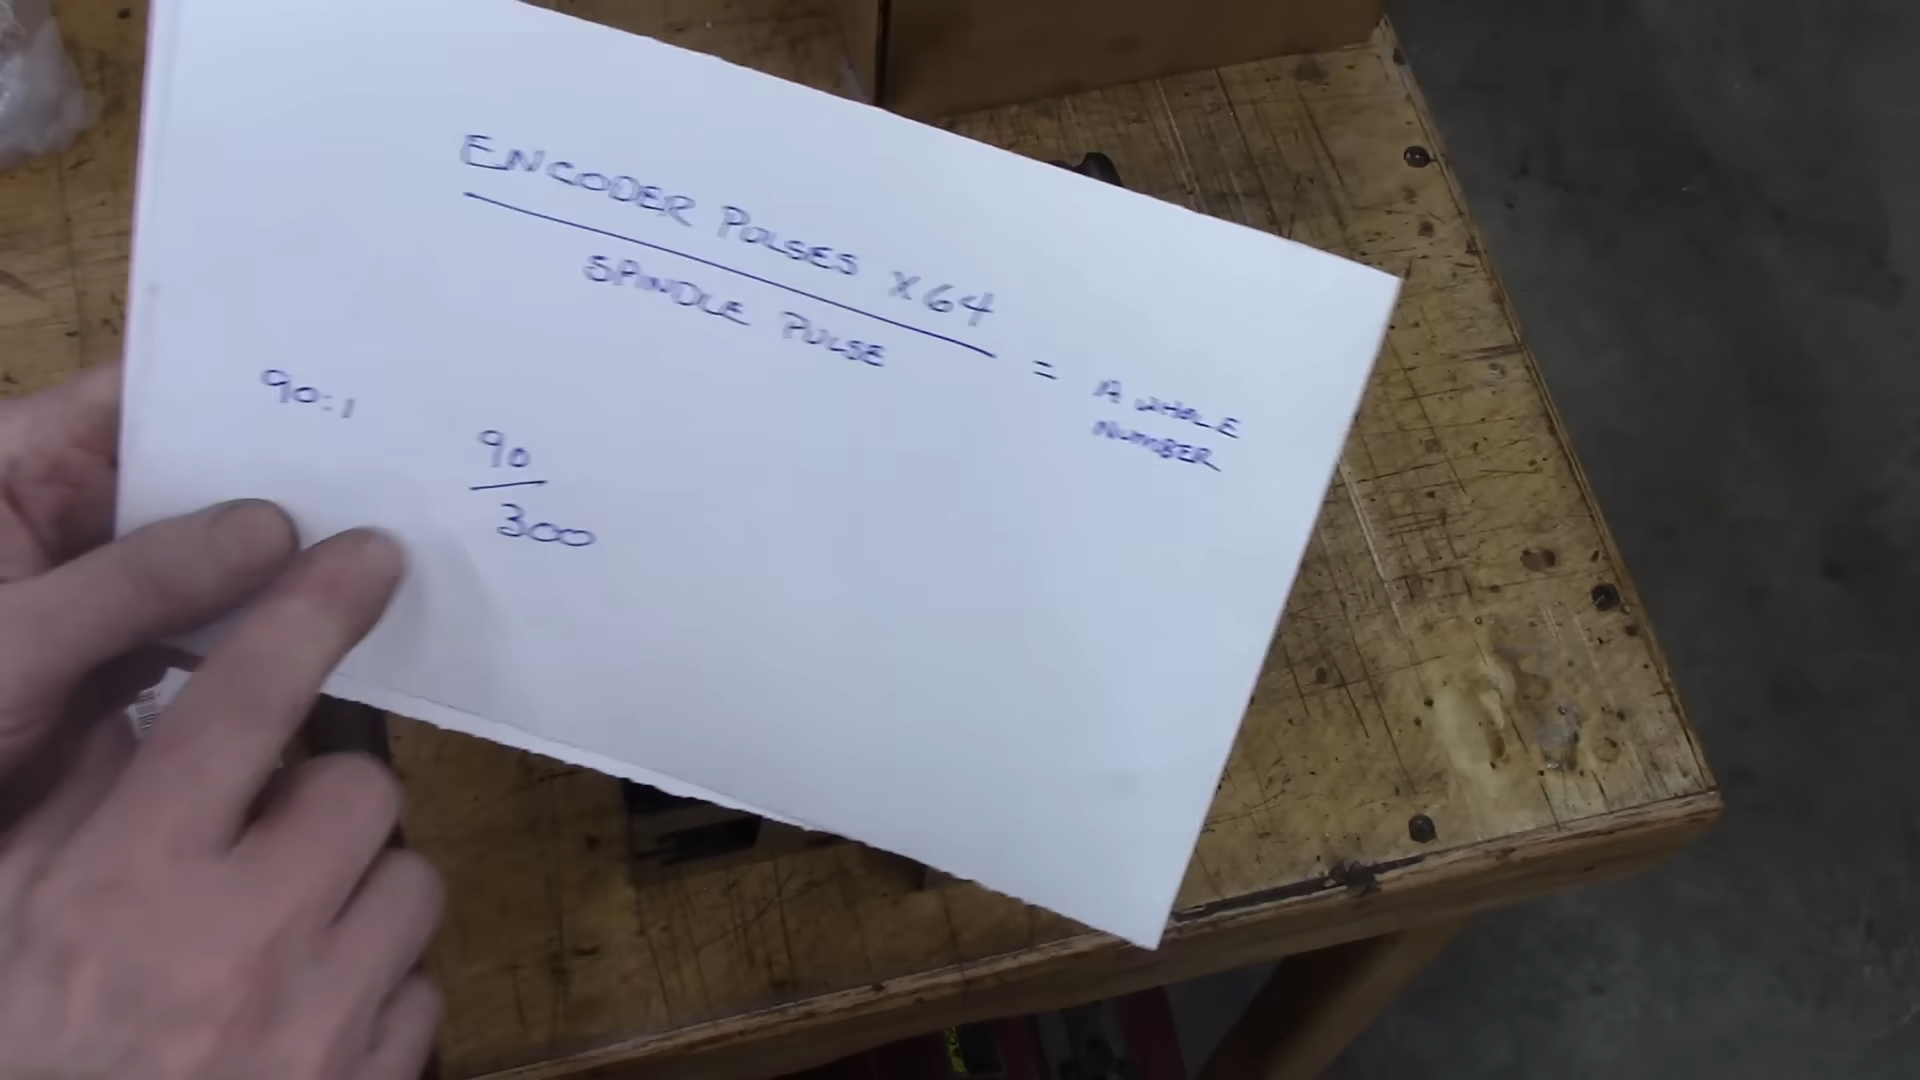 ENCODER PULSES X64
SPINDLE PULSE
= A WHOLE
NUMBER
90:1
90
300